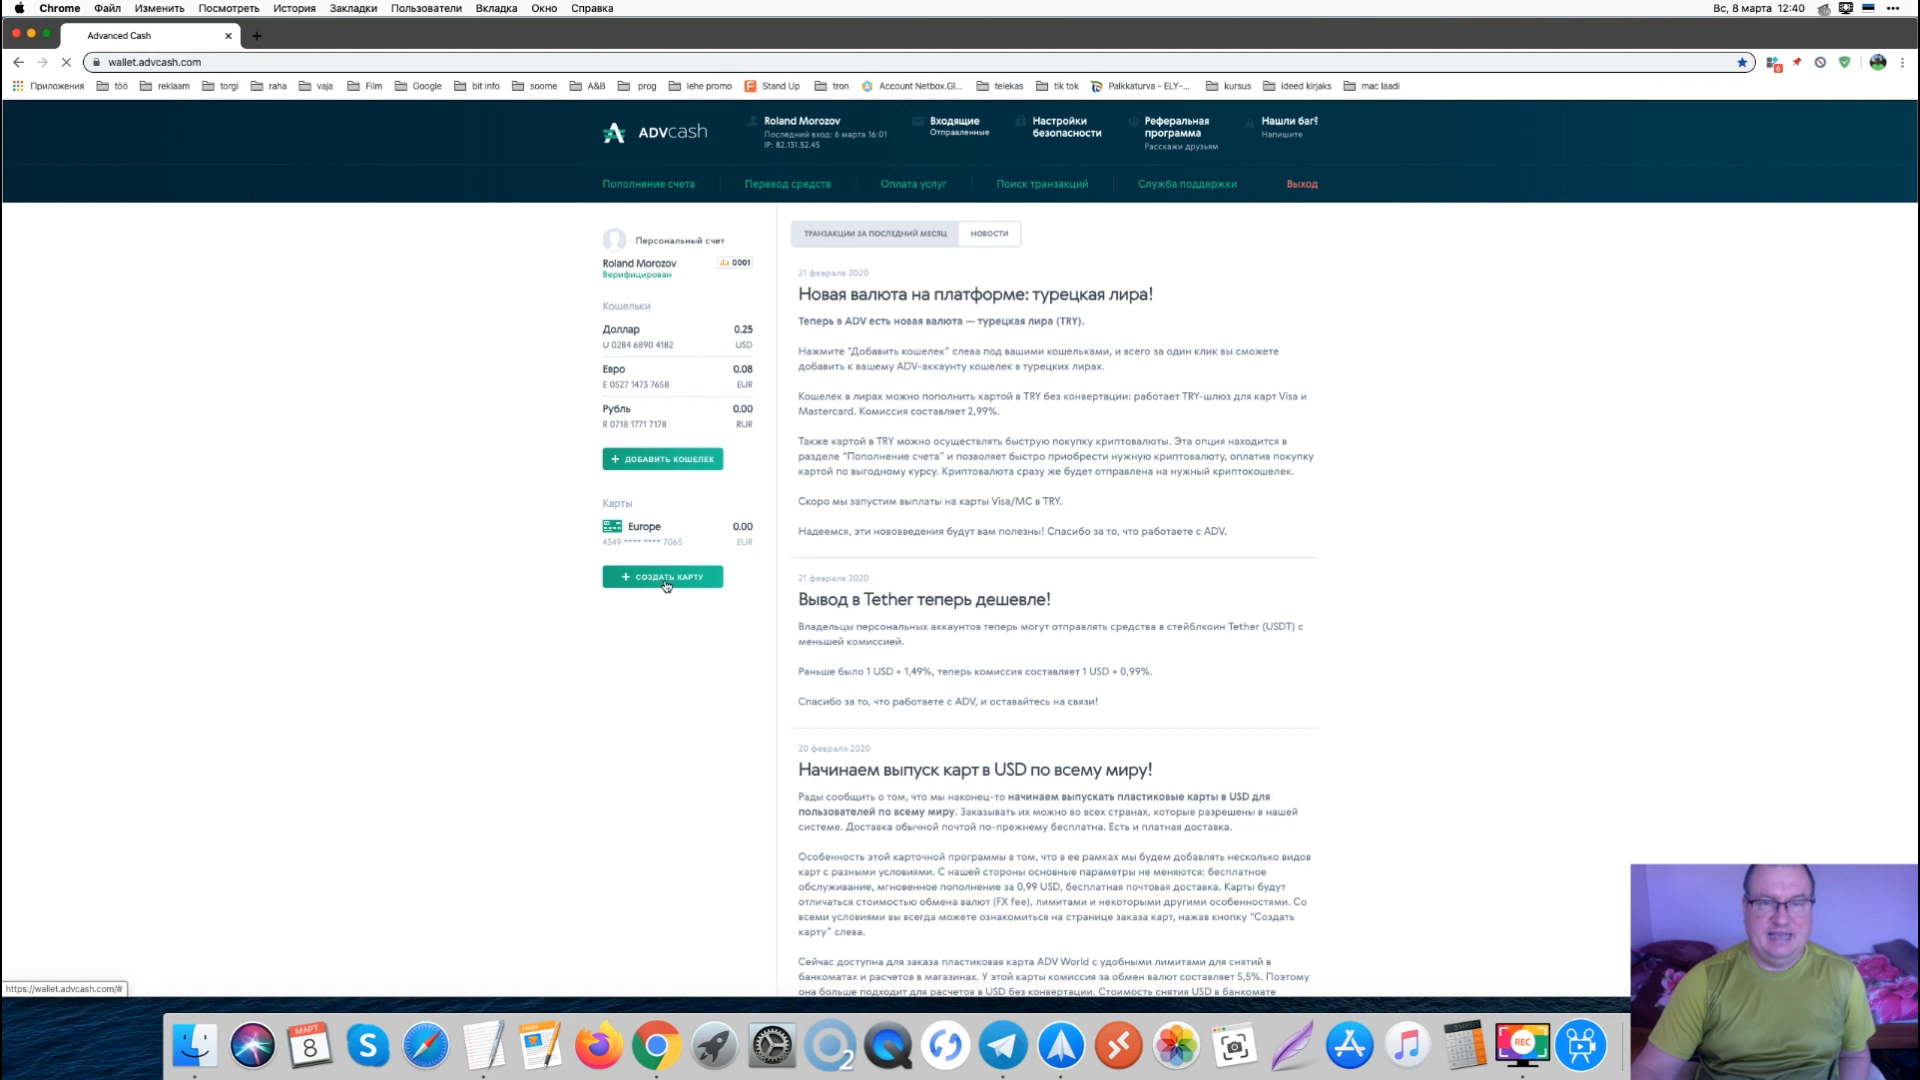 Chrome Файл Изменить Посмотреть История Закладки Пользователи Вкладка Окно Справка
Вс, 8 марта 12:40
Advanced Cash
wallet.advcash.com
Приложения töö reklaam torgi raha vaja Film Google bit info soome A&B prog lehe promo Stand Up tron Account Netbox.Gl... telekas tik tok Palkkaturva - ELY-... kursus ideed kirjaks mac laadi
ADVcash
Roland Morozov
Последний вход: 6 марта 16:01
IP: 82.131.52.45
Входящие
Отправленные
Настройки
безопасности
Реферальная
программа
Расскажи друзьям
Нашли баг?
Напишите
Пополнение счета Перевод средств Оплата услуг Поиск транзакций Служба поддержки Выход
Персональный счет
Roland Morozov 0001
Верифицирован
Кошельки
Доллар 0.25
U 0284 6890 4182 USD
Евро 0.08
E 0527 1473 7658 EUR
Рубль 0.00
R 0718 1771 7178 RUR
+ ДОБАВИТЬ КОШЕЛЕК
Карты
Europe 0.00
4349 **** **** 7065 EUR
+ СОЗДАТЬ КАРТУ
ТРАНЗАКЦИИ ЗА ПОСЛЕДНИЙ МЕСЯЦ НОВОСТИ
21 февраля 2020
Новая валюта на платформе: турецкая лира!
Теперь в ADV есть новая валюта — турецкая лира (TRY).
Нажмите "Добавить кошелек" слева под вашими кошельками, и всего за один клик вы сможете
добавить к вашему ADV-аккаунту кошелек в турецких лирах.
Кошелек в лирах можно пополнить картой в TRY без конвертации: работает TRY-шлюз для карт Visa и
Mastercard. Комиссия составляет 2,99%.
Также картой в TRY можно осуществлять быструю покупку криптовалюты. Эта опция находится в
разделе "Пополнение счета" и позволяет быстро приобрести нужную криптовалюту, оплатив покупку
картой по выгодному курсу. Криптовалюта сразу же будет отправлена на нужный криптокошелек.
Скоро мы запустим выплаты на карты Visa/MC в TRY.
Надеемся, эти нововведения будут вам полезны! Спасибо за то, что работаете с ADV.
21 февраля 2020
Вывод в Tether теперь дешевле!
Владельцы персональных аккаунтов теперь могут отправлять средства в стейблкоин Tether (USDT) с
меньшей комиссией.
Раньше было 1 USD + 1,49%, теперь комиссия составляет 1 USD + 0,99%.
Спасибо за то, что работаете с ADV, и оставайтесь на связи!
20 февраля 2020
Начинаем выпуск карт в USD по всему миру!
Рады сообщить о том, что мы наконец-то начинаем выпускать пластиковые карты в USD для
пользователей по всему миру. Заказывать их можно во всех странах, которые разрешены в нашей
системе. Доставка обычной почтой по-прежнему бесплатна. Есть и платная доставка.
Особенность этой карточной программы в том, что в ее рамках мы будем добавлять несколько видов
карт с разными условиями. С нашей стороны основные параметры не меняются: бесплатное
обслуживание, мгновенное пополнение за 0,99 USD, бесплатная почтовая доставка. Карты будут
отличаться стоимостью обмена валют (FX fee), лимитами и некоторыми другими особенностями. Со
всеми условиями вы всегда можете ознакомиться на странице заказа карт, нажав кнопку "Создать
карту" слева.
Сейчас доступна для заказа пластиковая карта ADV World с удобными лимитами для снятий в
банкоматах и расчетов в магазинах. У этой карты комиссия за обмен валют составляет 5,5%. Поэтому
она больше подходит для расчетов в USD без конвертации. Стоимость снятия USD в банкомате
https://wallet.advcash.com/#
МАРТ
8
2
REC